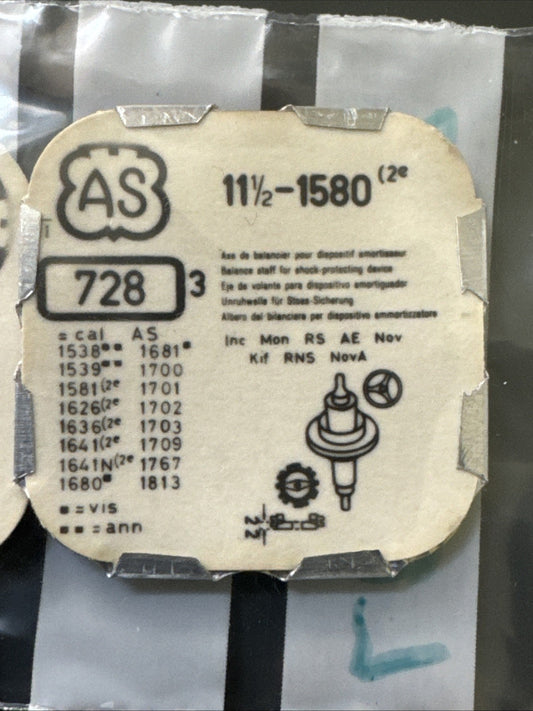 AS
11½-1580(2e
728 3
Axe de balancier pour dispositif amortisseur
Balance staff for shock-protecting device
Eje de volante para dispositivo amortiguador
Unruhwelle für Stoss-Sicherung
Albero del bilanciere per dispositivo ammortizzatore
Inc Mon RS AE Nov
Kif RNS NovA
= cal AS
1538▪▪ 1681▪
1539▪▪ 1700
1581(2e 1701
1626(2e 1702
1636(2e 1703
1641(2e 1709
1641N(2e 1767
1680▪ 1813
▪ = vis
▪▪ = ann